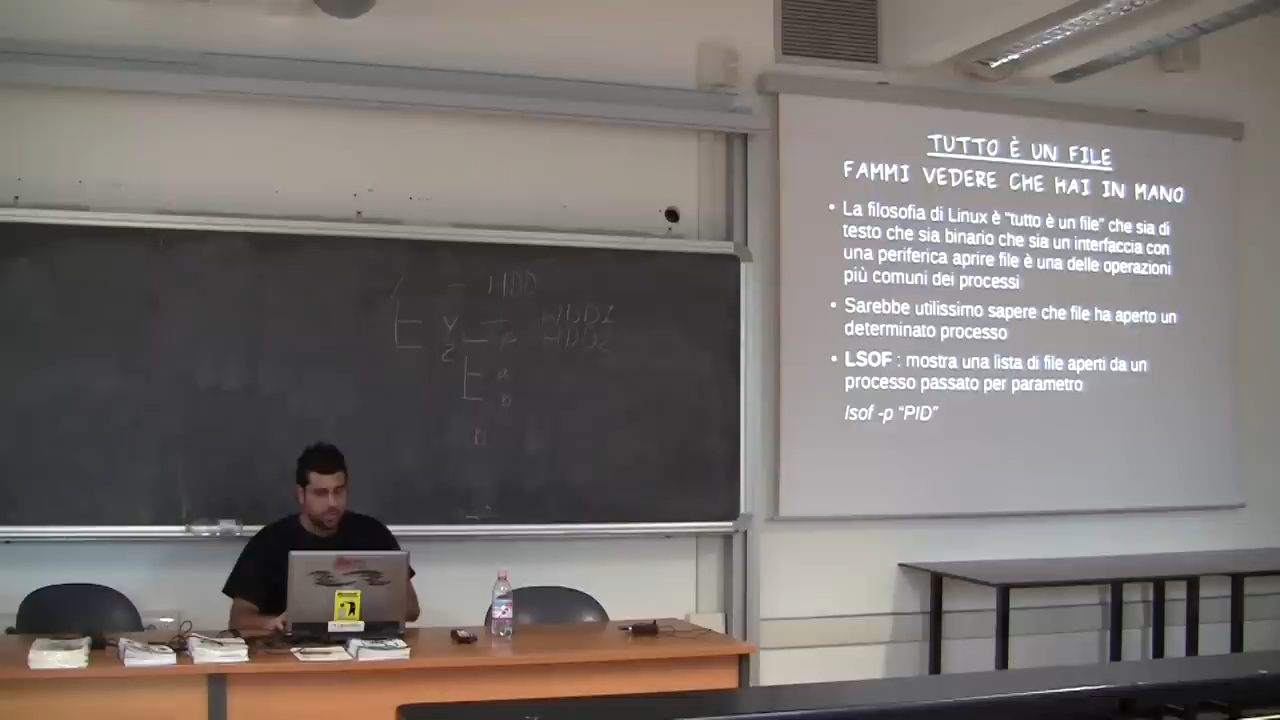 HDD
TUTTO È UN FILE
FAMMI VEDERE CHE HAI IN MANO
• La filosofia di Linux è “tutto è un file” che sia di
testo che sia binario che sia un interfaccia con
una periferica aprire file è una delle operazioni
più comuni dei processi
• Sarebbe utilissimo sapere che file ha aperto un
determinato processo
• LSOF : mostra una lista di file aperti da un
processo passato per parametro
lsof -p “PID”